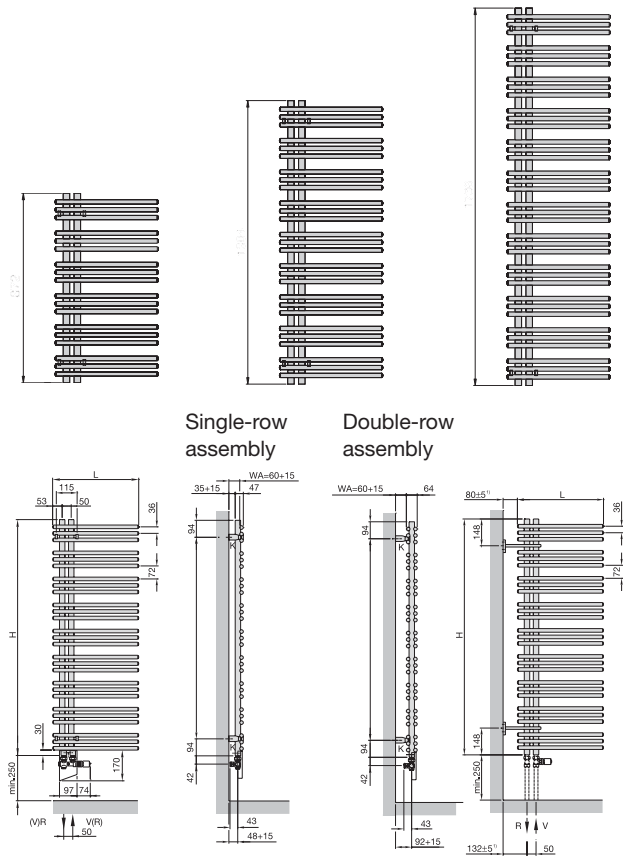 Single-row
assembly
Double-row
assembly
L
115
53
50
36
72
H
30
min.250
170
97
74
(V)R
V(R)
50
WA=60+15
35+15
47
94
K
K
94
42
43
48+15
WA=60+15
64
94
K
K
94
42
43
92+15
80±5¹⁾
L
36
148
72
H
148
min.250
R
V
132±5¹⁾
50